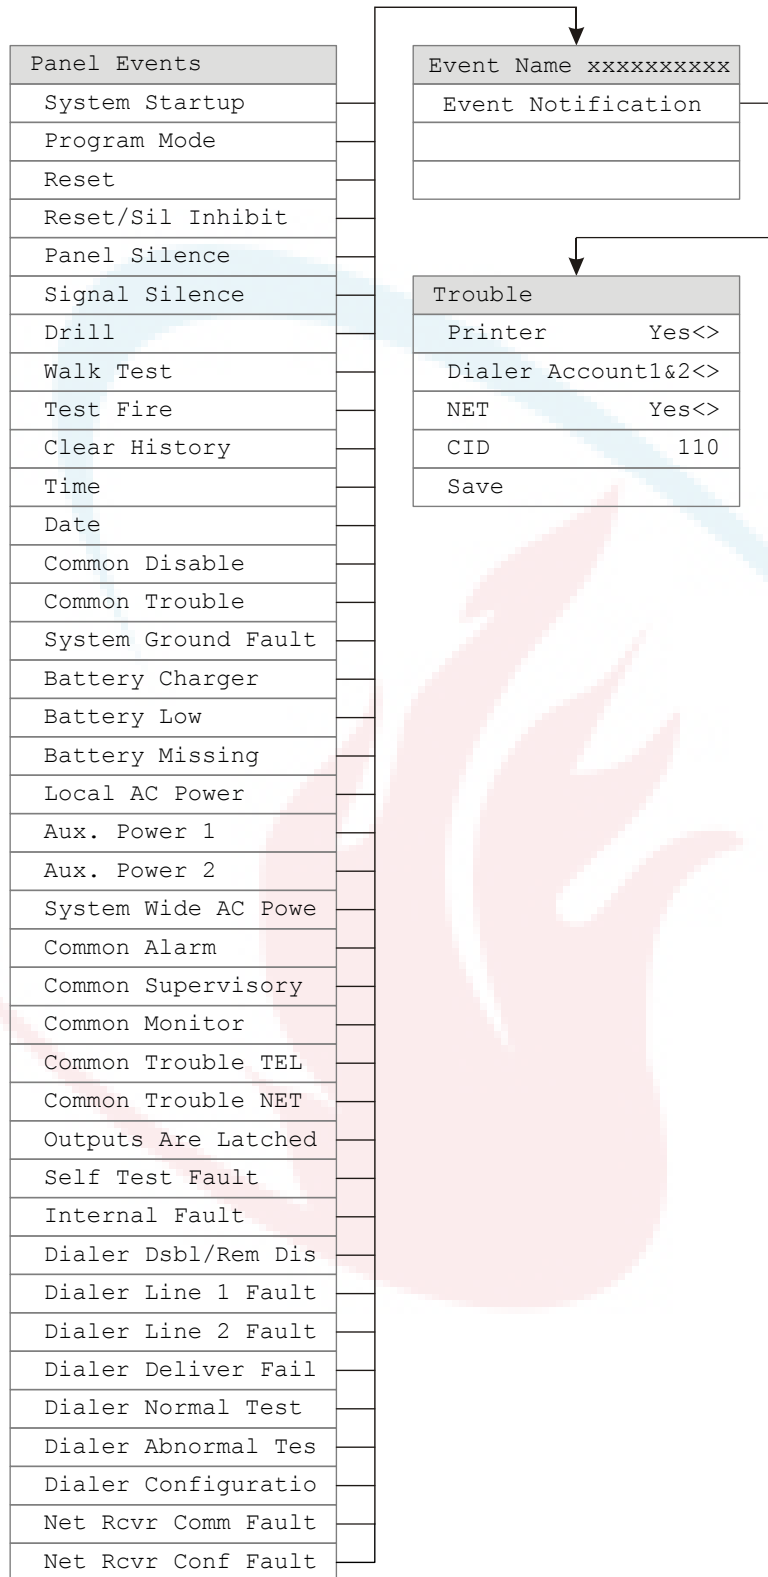 Panel Events
System Startup
Program Mode
Reset
Reset/Sil Inhibit
Panel Silence
Signal Silence
Drill
Walk Test
Test Fire
Clear History
Time
Date
Common Disable
Common Trouble
System Ground Fault
Battery Charger
Battery Low
Battery Missing
Local AC Power
Aux. Power 1
Aux. Power 2
System Wide AC Powe
Common Alarm
Common Supervisory
Common Monitor
Common Trouble TEL
Common Trouble NET
Outputs Are Latched
Self Test Fault
Internal Fault
Dialer Dsbl/Rem Dis
Dialer Line 1 Fault
Dialer Line 2 Fault
Dialer Deliver Fail
Dialer Normal Test
Dialer Abnormal Tes
Dialer Configuratio
Net Rcvr Comm Fault
Net Rcvr Conf Fault
Event Name xxxxxxxxxx
Event Notification
Trouble
Printer Yes<>
Dialer Account1&2<>
NET Yes<>
CID 110
Save